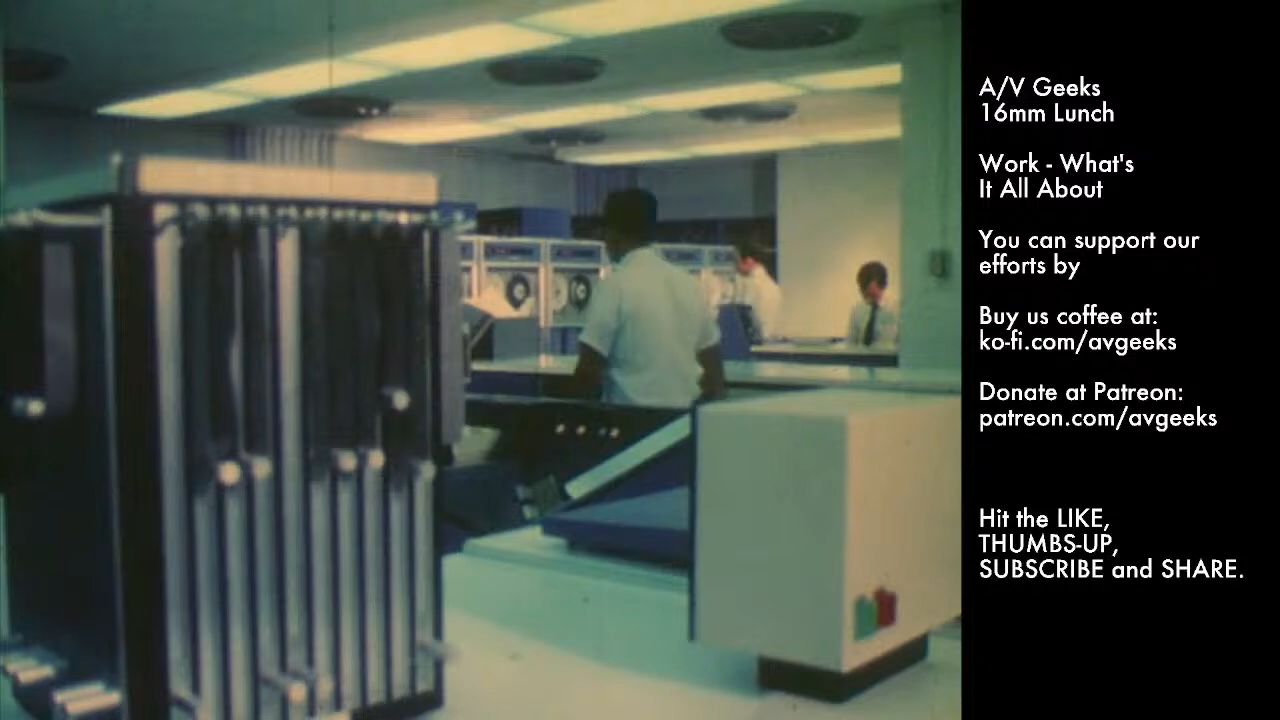 A/V Geeks
16mm Lunch
Work - What's
It All About
You can support our
efforts by
Buy us coffee at:
ko-fi.com/avgeeks
Donate at Patreon:
patreon.com/avgeeks
Hit the LIKE,
THUMBS-UP,
SUBSCRIBE and SHARE.